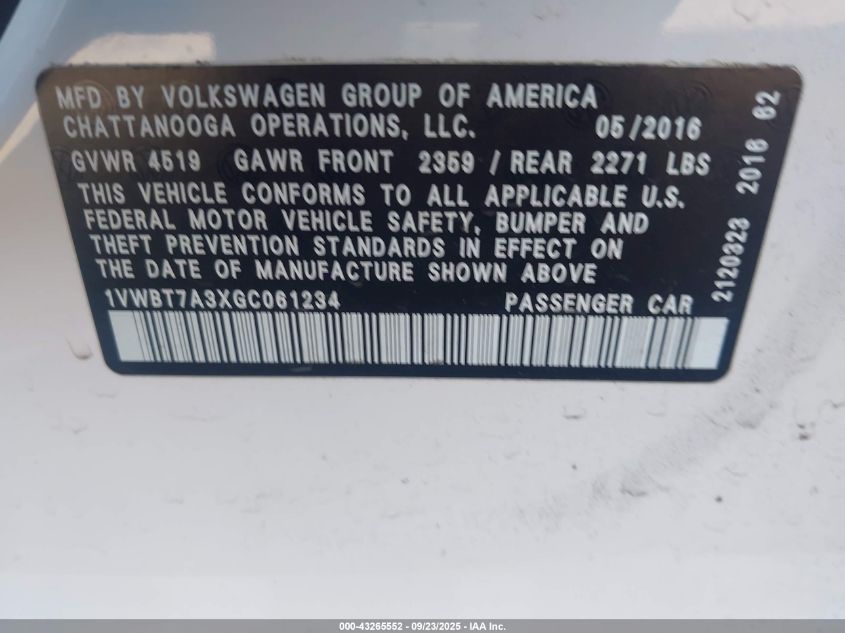 MFD BY VOLKSWAGEN GROUP OF AMERICA
CHATTANOOGA OPERATIONS, LLC. 05/2016
GVWR 4519 GAWR FRONT 2359 / REAR 2271 LBS
THIS VEHICLE CONFORMS TO ALL APPLICABLE U.S.
FEDERAL MOTOR VEHICLE SAFETY, BUMPER AND
THEFT PREVENTION STANDARDS IN EFFECT ON
THE DATE OF MANUFACTURE SHOWN ABOVE
1VWBT7A3XGC061234 PASSENGER CAR
2120323 2016 62
000-43265552 - 09/23/2025 - IAA Inc.